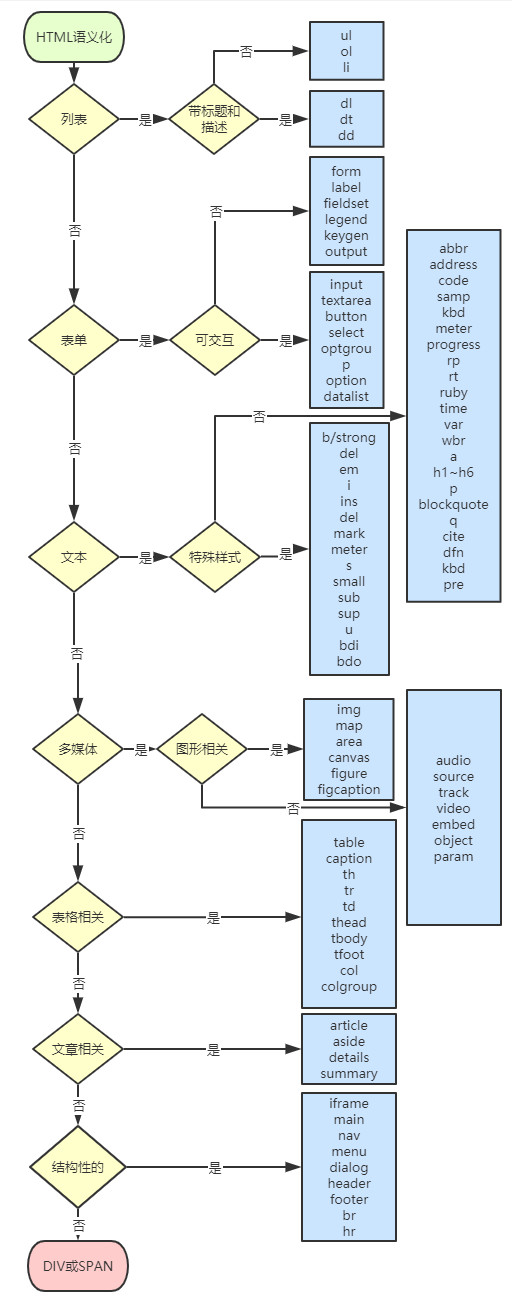 HTML语义化
否
ul
ol
li
列表
是
带标题和
描述
是
dl
dt
dd
否
否
form
label
fieldset
legend
keygen
output
表单
是
可交互
是
input
textarea
button
select
optgrou
p
option
datalist
否
否
abbr
address
code
samp
kbd
meter
progress
rp
rt
ruby
time
var
wbr
a
h1~h6
p
blockquote
q
cite
dfn
kbd
pre
文本
是
特殊样式
是
b/strong
del
em
i
ins
del
mark
meter
s
small
sub
sup
u
bdi
bdo
否
多媒体
是
图形相关
是
img
map
area
canvas
figure
figcaption
否
audio
source
track
video
embed
object
param
否
表格相关
是
table
caption
th
tr
td
thead
tbody
tfoot
col
colgroup
否
文章相关
是
article
aside
details
summary
否
结构性的
是
iframe
main
nav
menu
dialog
header
footer
br
hr
否
DIV或SPAN